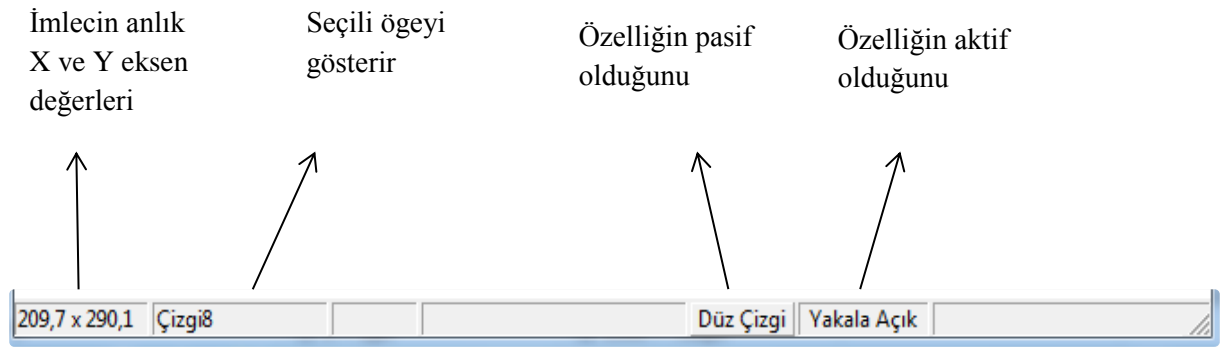 İmlecin anlık
X ve Y eksen
değerleri
Seçili ögeyi
gösterir
Özelliğin pasif
olduğunu
Özelliğin aktif
olduğunu
209,7 x 290,1 Çizgi8 Düz Çizgi Yakala Açık